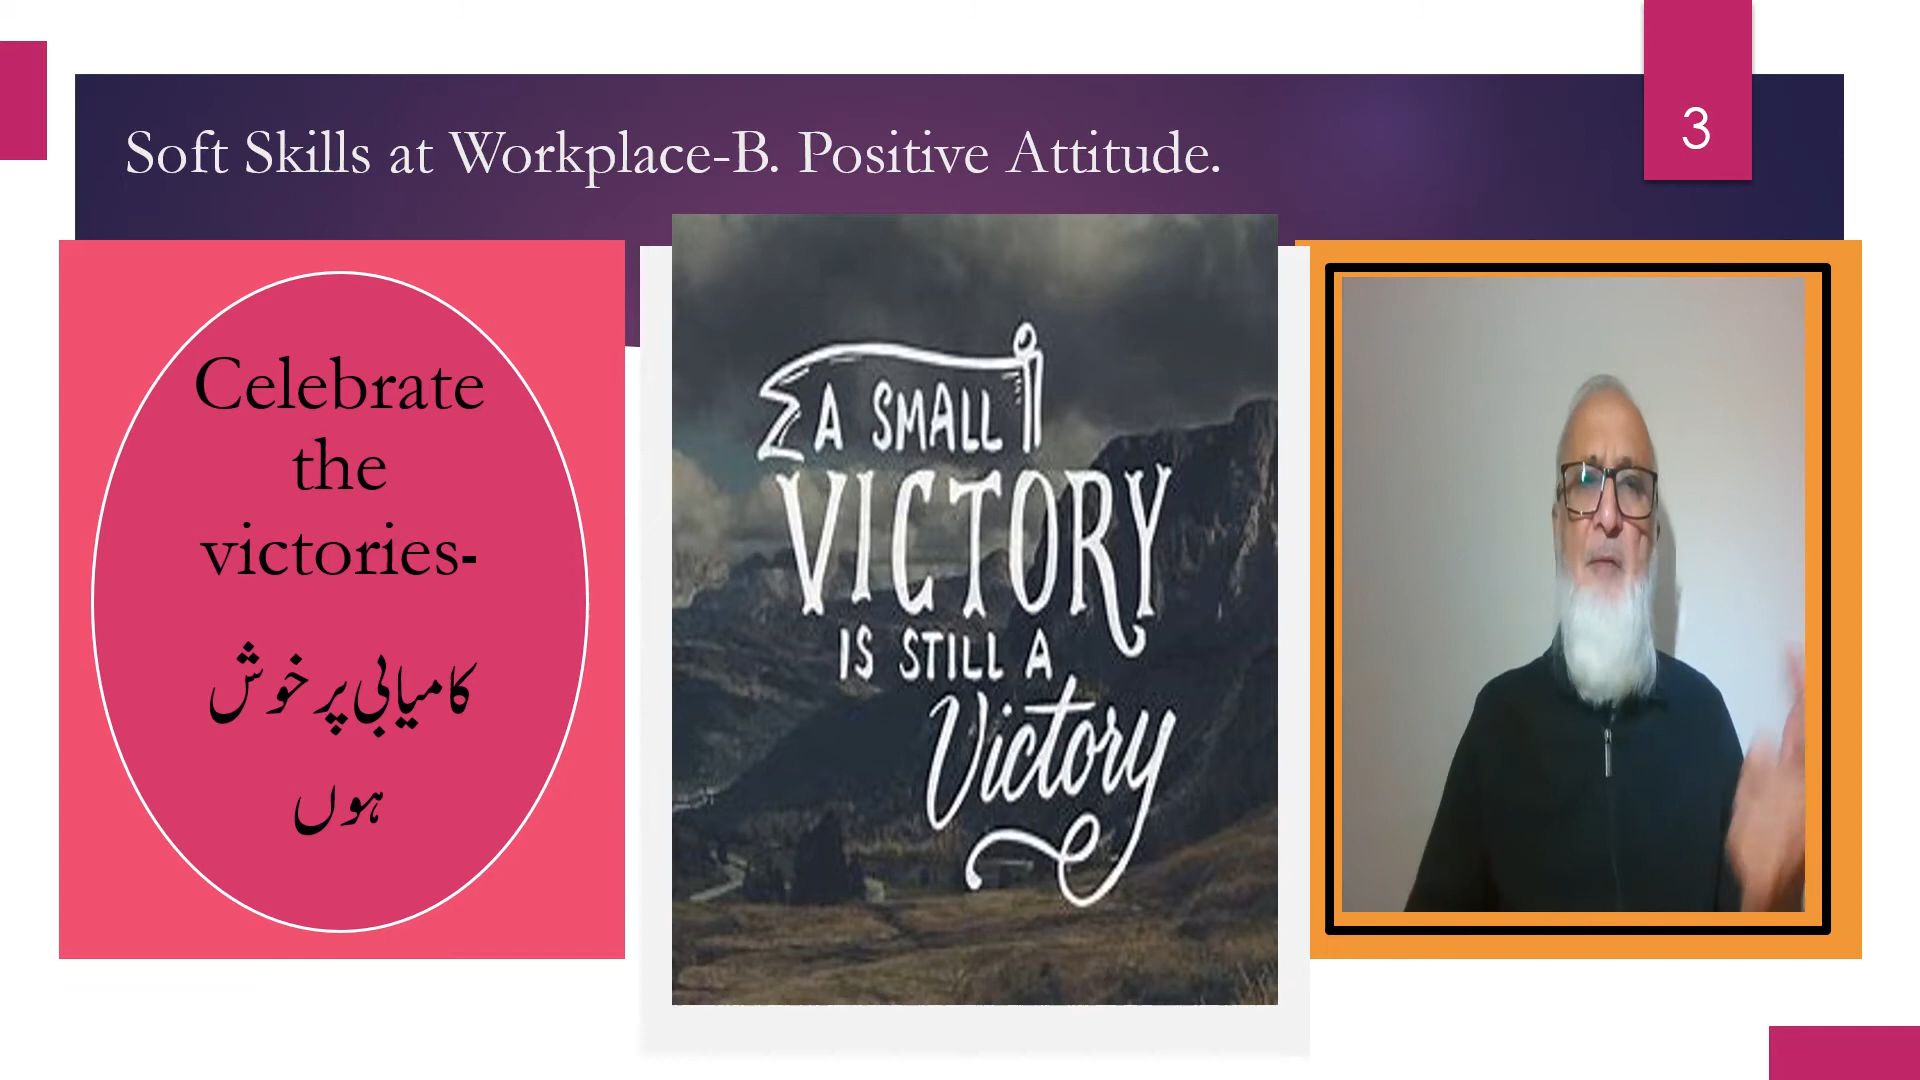 Soft Skills at Workplace-B. Positive Attitude.
3
Celebrate
the
victories-
کامیابی پر خوش
ہوں
A SMALL
VICTORY
IS STILL A
Victory